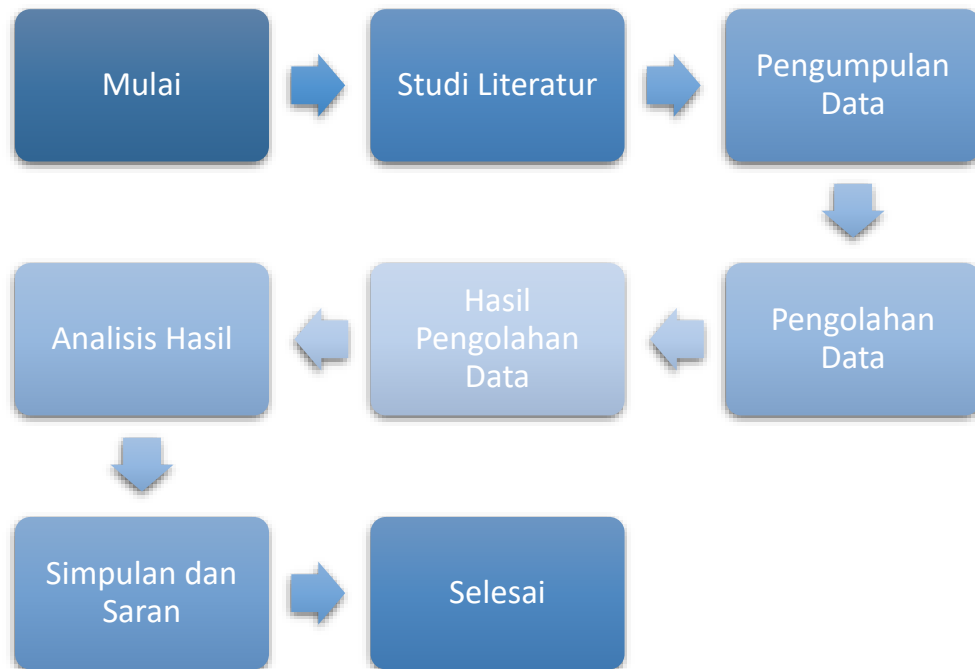 Mulai
Studi Literatur
Pengumpulan
Data
Pengolahan
Data
Hasil
Pengolahan
Data
Analisis Hasil
Simpulan dan
Saran
Selesai